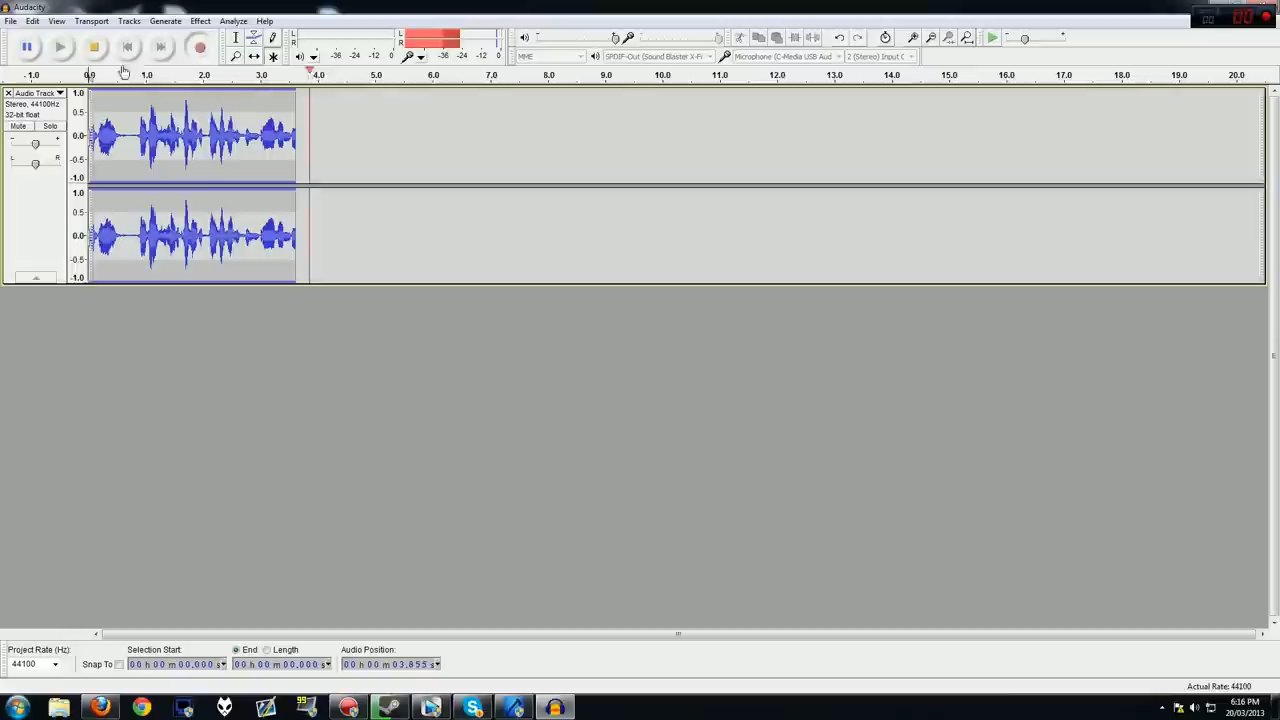 Audacity
File Edit View Transport Tracks Generate Effect Analyze Help
L R -36 -24 -12 0 L R -36 -24 -12 0
MME SPDIF-Out (Sound Blaster X-Fi Microphone (C-Media USB Aud 2 (Stereo) Input C
-1.0 0.0 1.0 2.0 3.0 4.0 5.0 6.0 7.0 8.0 9.0 10.0 11.0 12.0 13.0 14.0 15.0 16.0 17.0 18.0 19.0 20.0
Audio Track
Stereo, 44100Hz
32-bit float
Mute Solo
- +
L R
1.0
0.5
0.0
-0.5
-1.0
1.0
0.5
0.0
-0.5
-1.0
Project Rate (Hz): Selection Start: End Length Audio Position:
44100 Snap To 00 h 00 m 00.000 s 00 h 00 m 00.000 s 00 h 00 m 03.855 s
Actual Rate: 44100
99
6:16 PM
20/03/2013